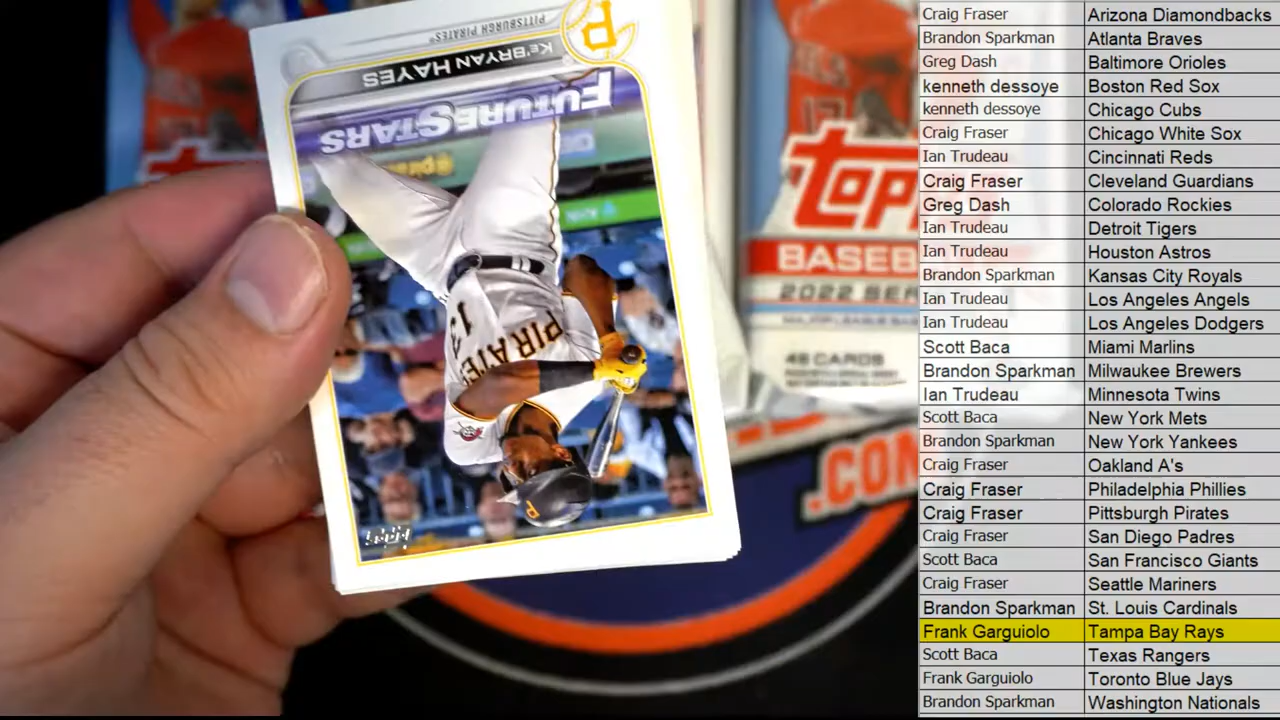 PITTSBURGH PIRATES
KE'BRYAN HAYES
FUTURE STARS
PIRATES
13
P
TOPP
BASEB
2022 SER
48 CARDS
.COM
Craig Fraser Arizona Diamondbacks
Brandon Sparkman Atlanta Braves
Greg Dash Baltimore Orioles
kenneth dessoye Boston Red Sox
kenneth dessoye Chicago Cubs
Craig Fraser Chicago White Sox
Ian Trudeau Cincinnati Reds
Craig Fraser Cleveland Guardians
Greg Dash Colorado Rockies
Ian Trudeau Detroit Tigers
Ian Trudeau Houston Astros
Brandon Sparkman Kansas City Royals
Ian Trudeau Los Angeles Angels
Ian Trudeau Los Angeles Dodgers
Scott Baca Miami Marlins
Brandon Sparkman Milwaukee Brewers
Ian Trudeau Minnesota Twins
Scott Baca New York Mets
Brandon Sparkman New York Yankees
Craig Fraser Oakland A's
Craig Fraser Philadelphia Phillies
Craig Fraser Pittsburgh Pirates
Craig Fraser San Diego Padres
Scott Baca San Francisco Giants
Craig Fraser Seattle Mariners
Brandon Sparkman St. Louis Cardinals
Frank Garguiolo Tampa Bay Rays
Scott Baca Texas Rangers
Frank Garguiolo Toronto Blue Jays
Brandon Sparkman Washington Nationals